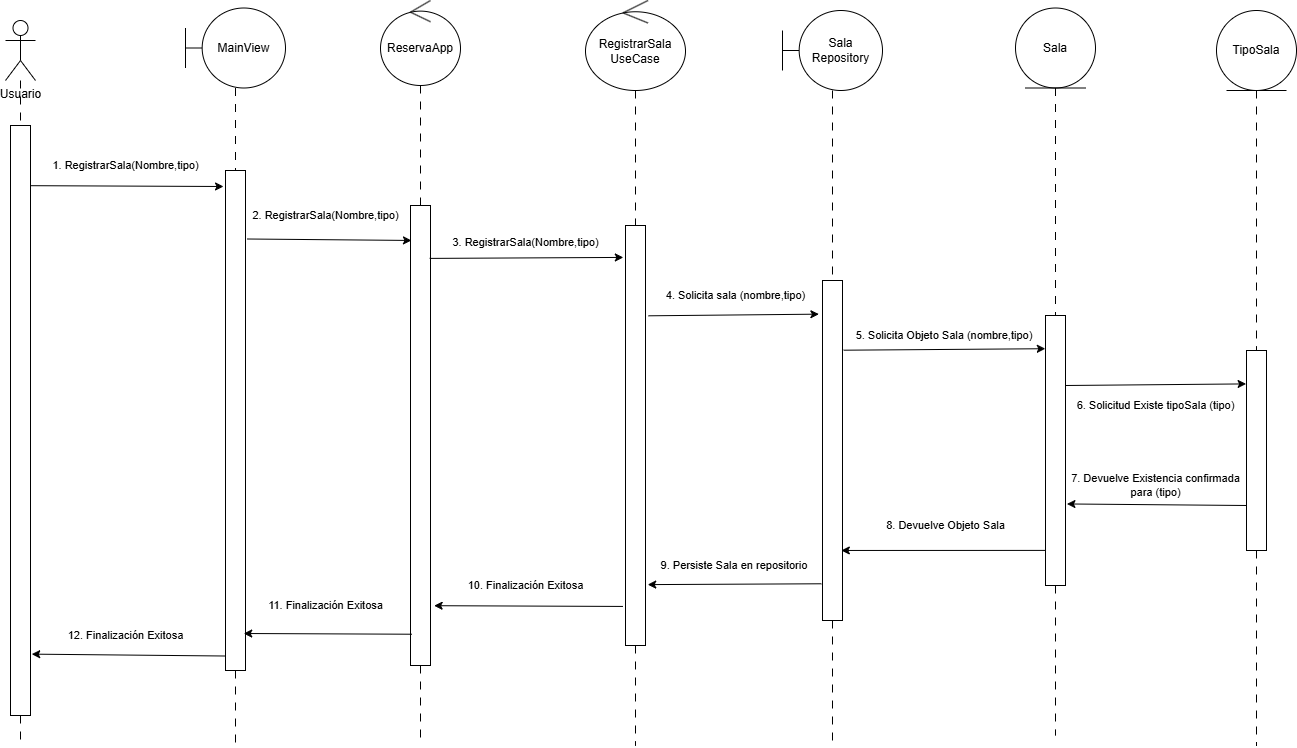 MainView
ReservaApp
RegistrarSala
UseCase
Sala
Repository
Sala
TipoSala
Usuario
1. RegistrarSala(Nombre,tipo)
2. RegistrarSala(Nombre,tipo)
3. RegistrarSala(Nombre,tipo)
4. Solicita sala (nombre,tipo)
5. Solicita Objeto Sala (nombre,tipo)
6. Solicitud Existe tipoSala (tipo)
7. Devuelve Existencia confirmada
para (tipo)
8. Devuelve Objeto Sala
9. Persiste Sala en repositorio
10. Finalización Exitosa
11. Finalización Exitosa
12. Finalización Exitosa